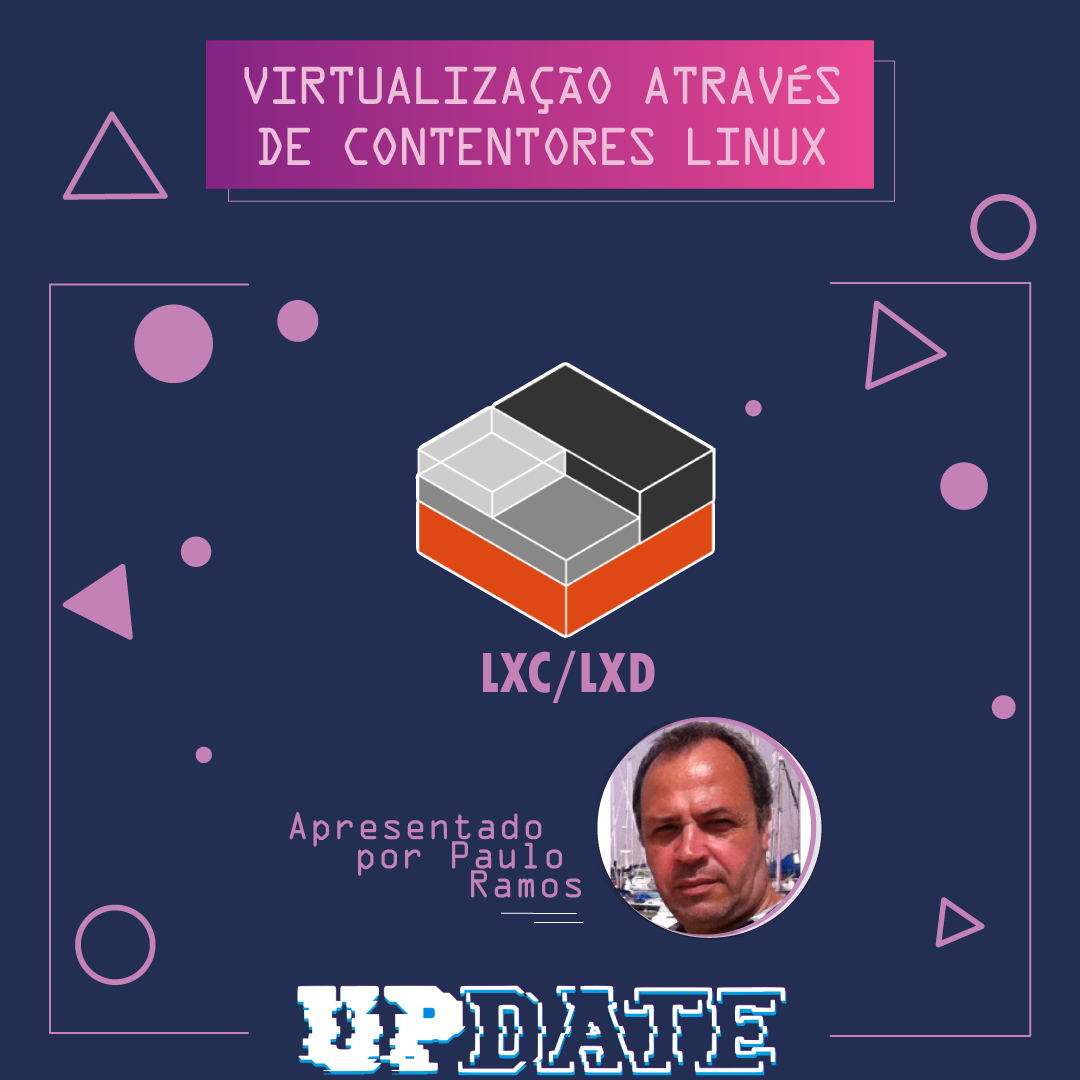 VIRTUALIZAÇÃO ATRAVÉS
DE CONTENTORES LINUX
LXC/LXD
Apresentado
por Paulo
Ramos
UPDATE